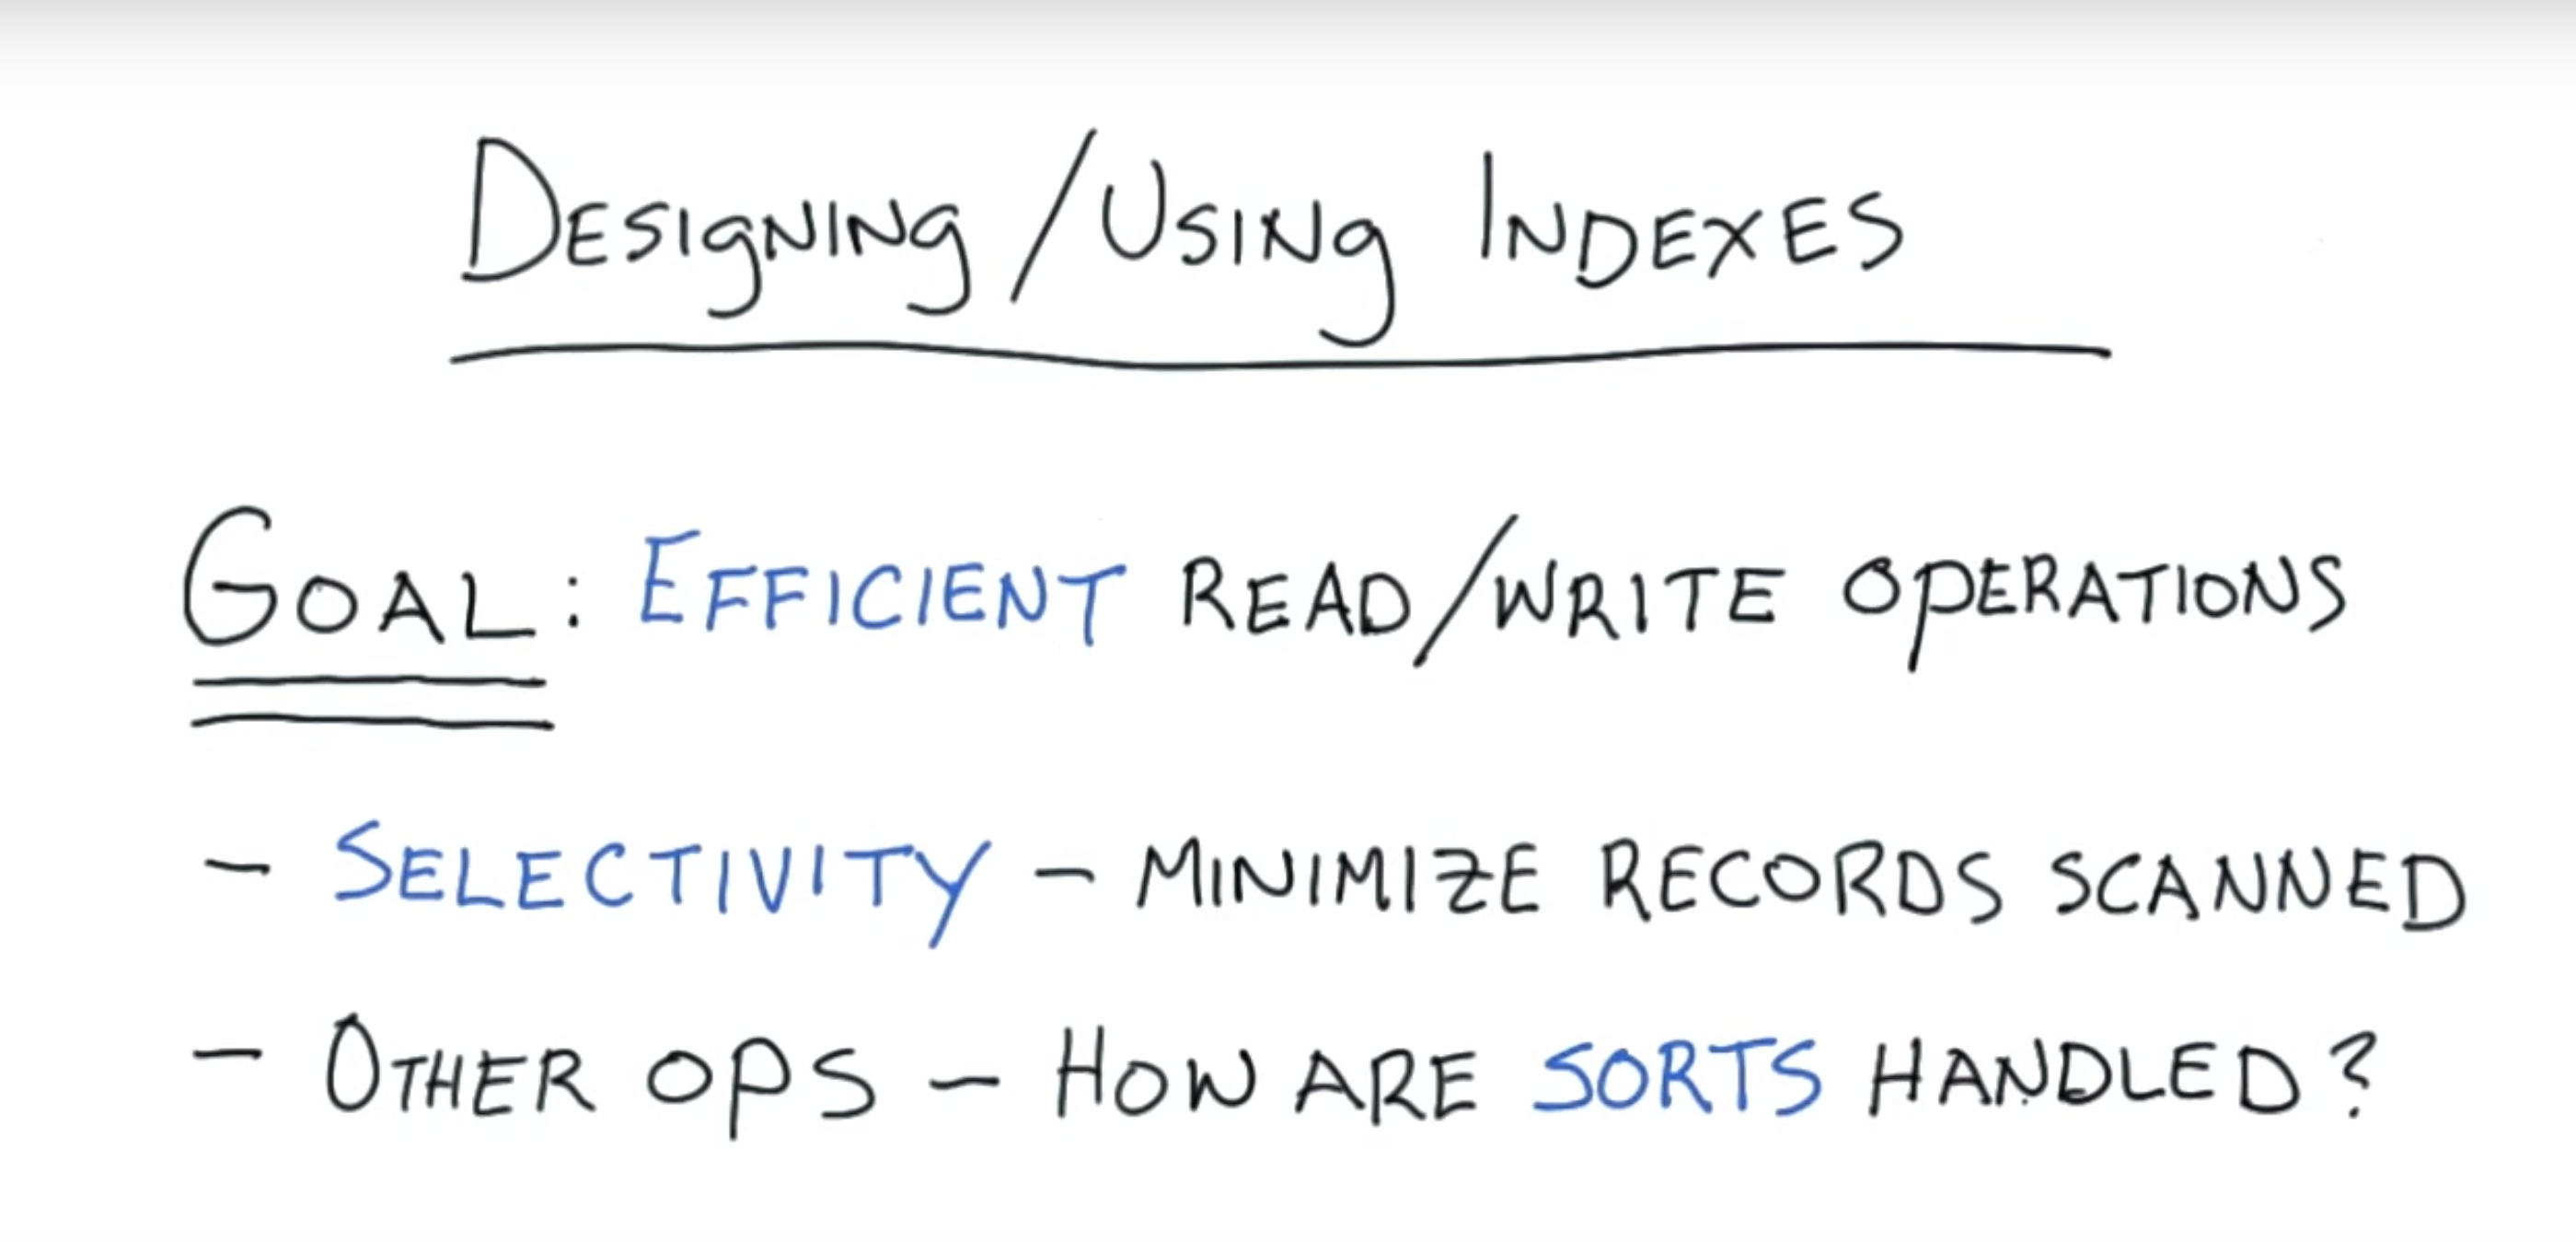 Designing/Using Indexes
Goal: Efficient read/write operations
- Selectivity - Minimize records scanned
- Other ops - How are sorts handled?